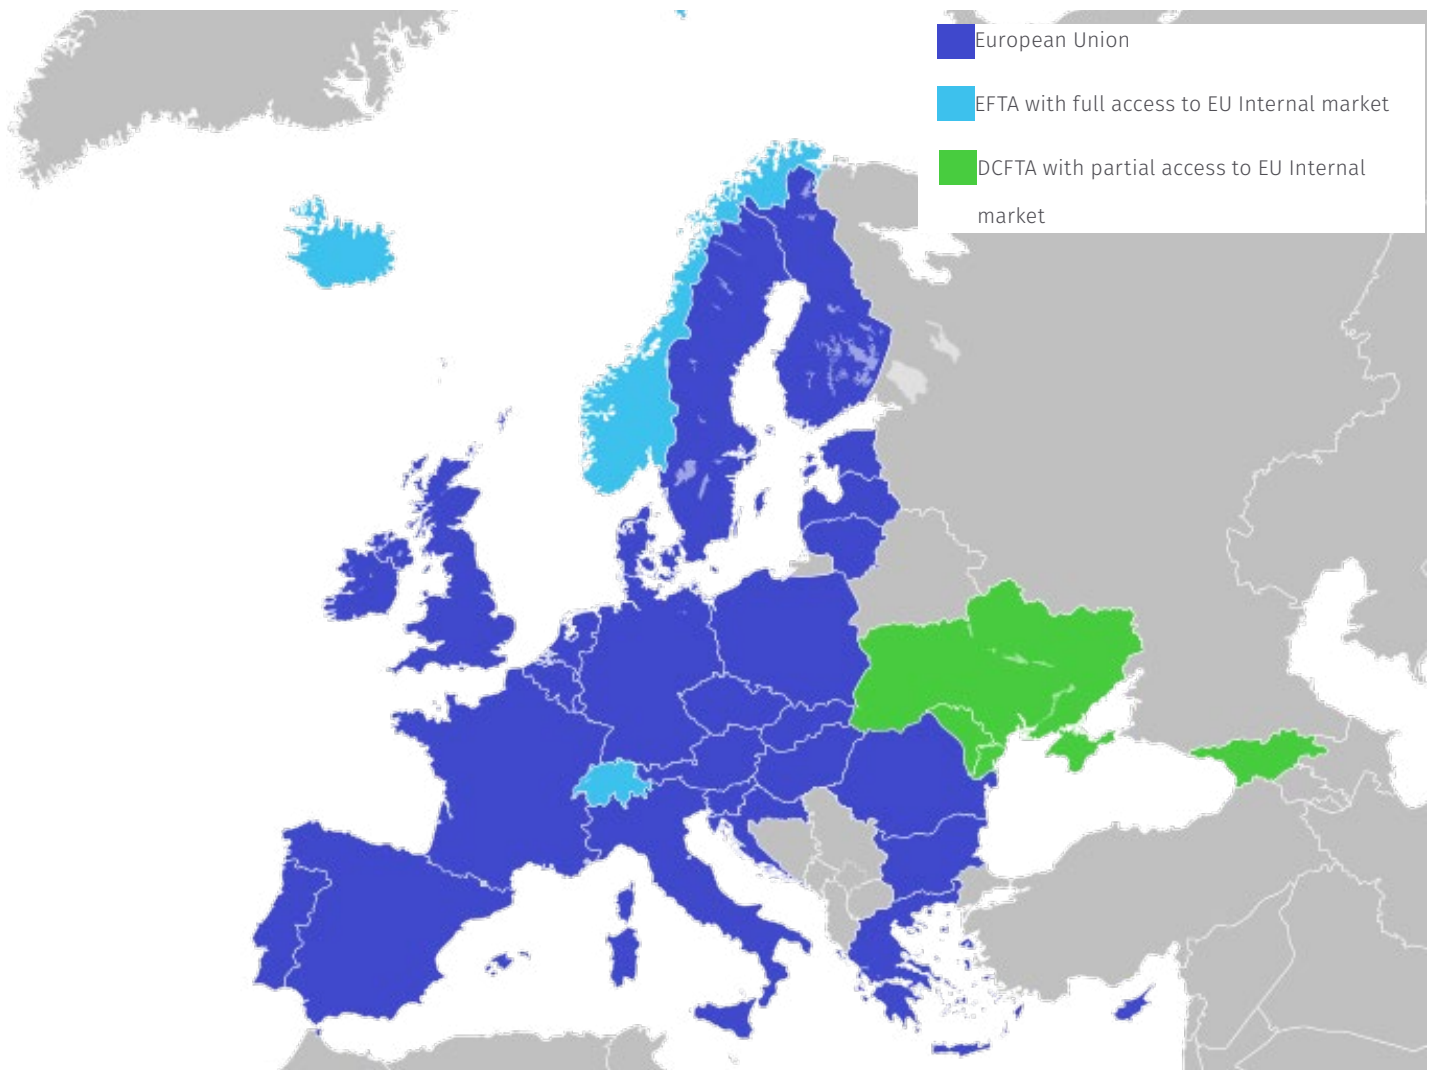 European Union
EFTA with full access to EU Internal market
DCFTA with partial access to EU Internal
market